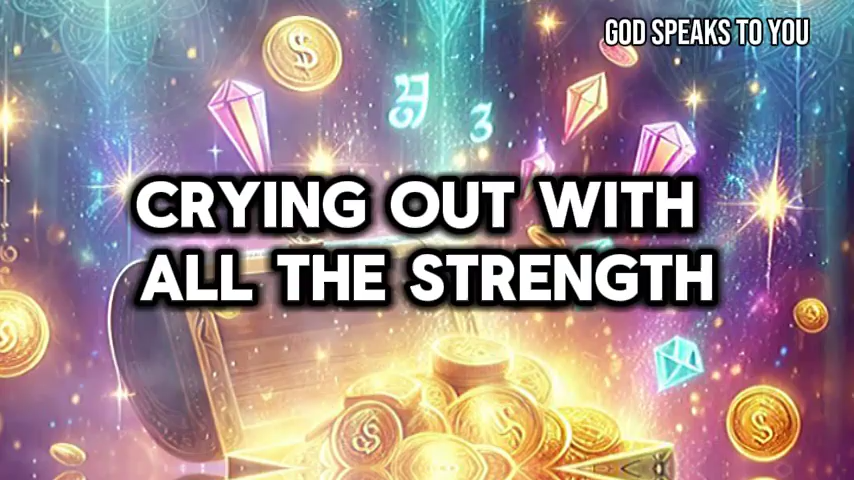 GOD SPEAKS TO YOU
CRYING OUT WITH
ALL THE STRENGTH